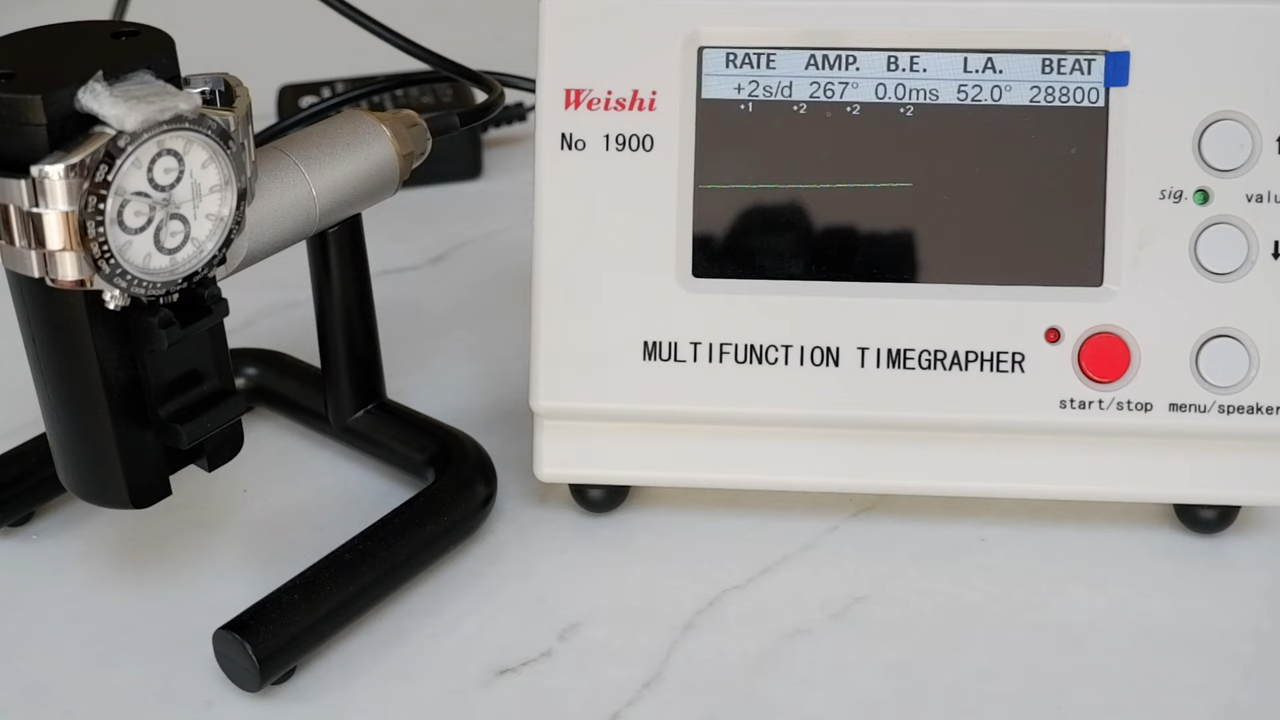 RATE AMP. B.E. L.A. BEAT
+2s/d 267° 0.0ms 52.0° 28800
+1 +2 +2 +2
Weishi
No 1900
sig.
valu
MULTIFUNCTION TIMEGRAPHER
start/stop
menu/speaker